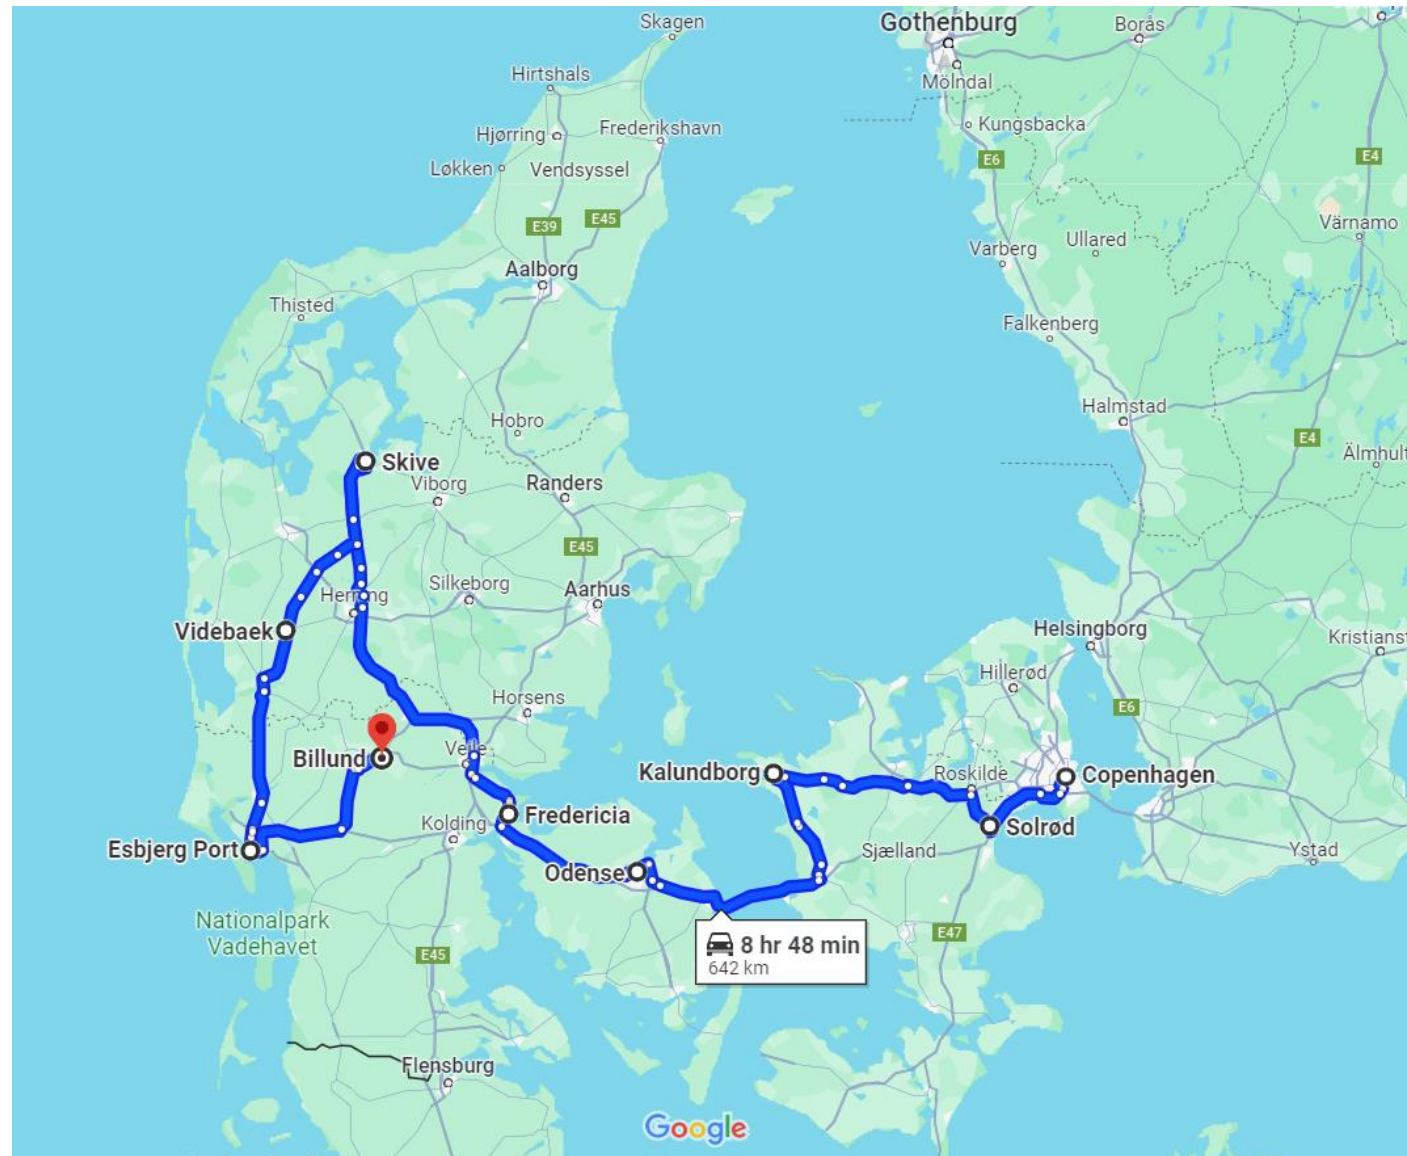 Skagen
Gothenburg
Borås
Hirtshals
Mölndal
Kungsbacka
Hjørring
Frederikshavn
E6
E4
Løkken
Vendsyssel
E39
E45
Värnamo
Ullared
Varberg
Aalborg
Thisted
Falkenberg
Halmstad
Hobro
E4
Älmhult
Skive
Viborg
Randers
E45
Silkeborg
Aarhus
Herning
Videbaek
Helsingborg
Kristianst
Hillerød
Horsens
E6
Billund
Vejle
Kalundborg
Roskilde
Copenhagen
Fredericia
Kolding
Solrød
Esbjerg Port
Sjælland
Ystad
Odense
Nationalpark
Vadehavet
8 hr 48 min
642 km
E47
E45
Flensburg
Google